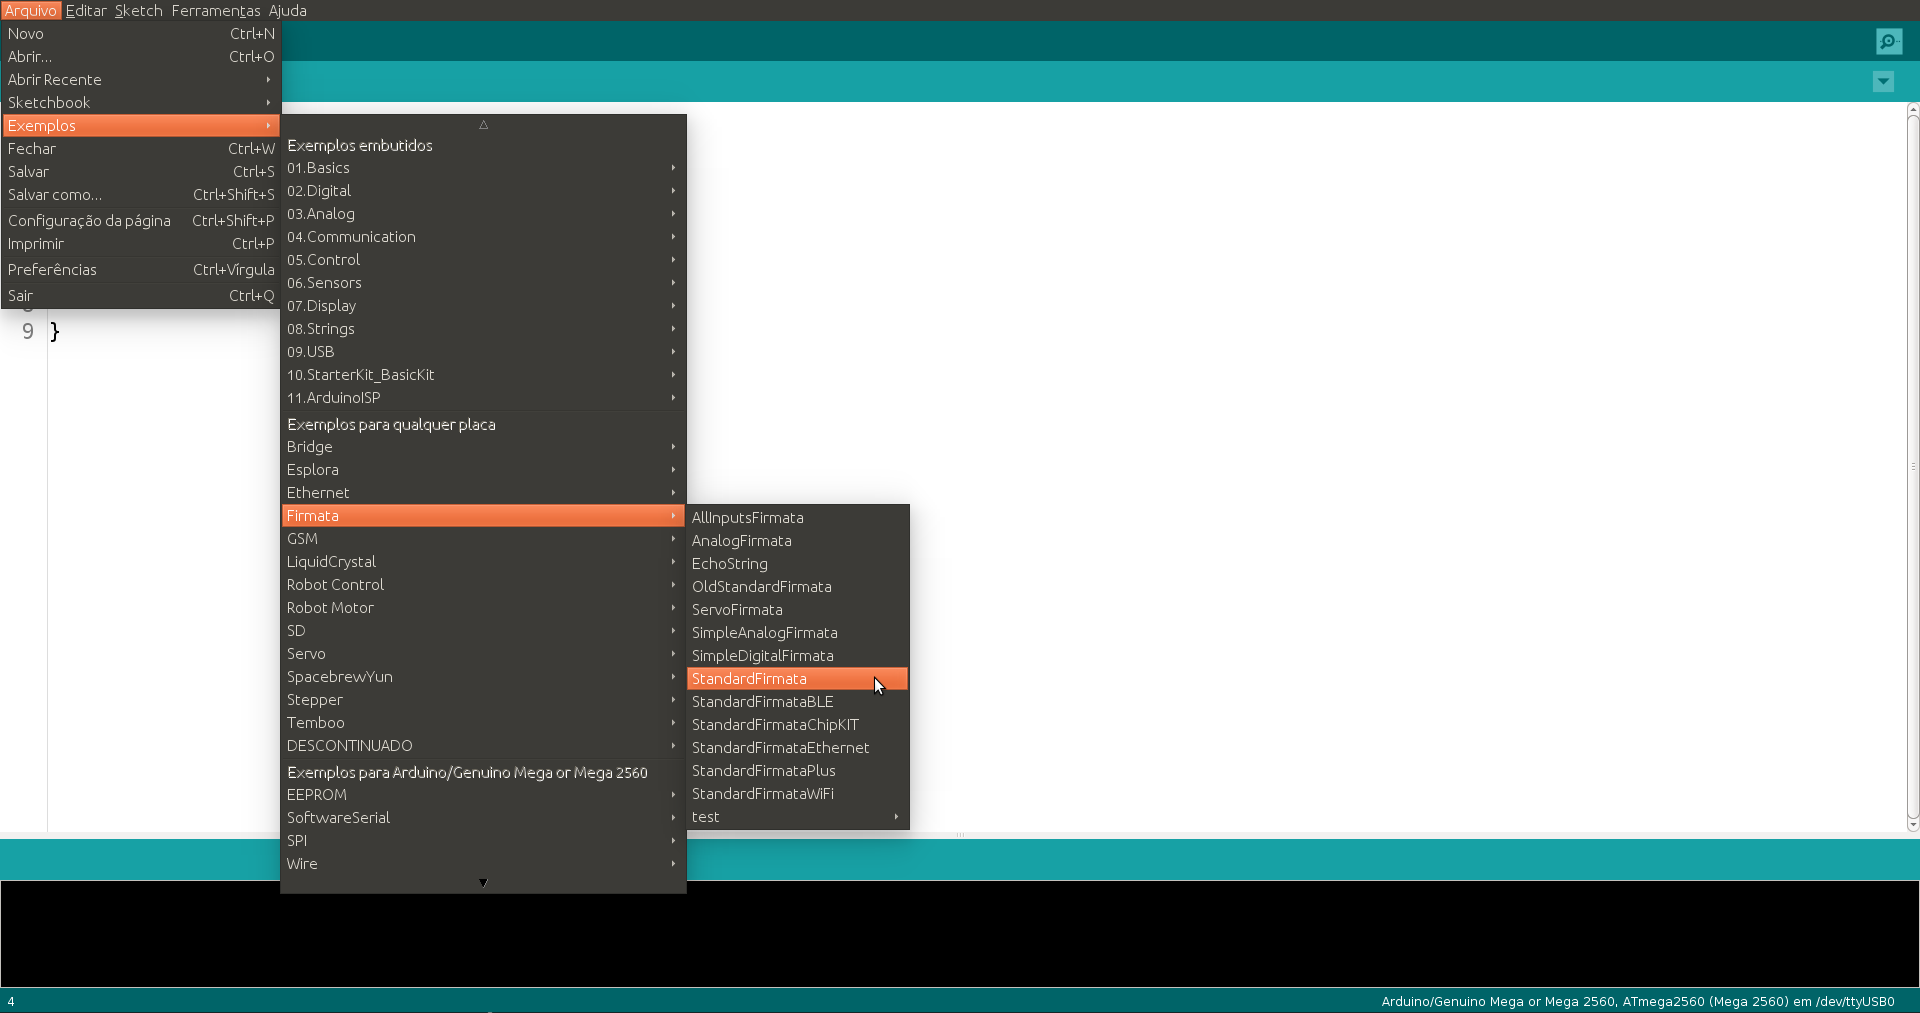 Arquivo Editar Sketch Ferramentas Ajuda
Novo Ctrl+N
Abrir... Ctrl+O
Abrir Recente
Sketchbook
Exemplos
Fechar Ctrl+W
Salvar Ctrl+S
Salvar como... Ctrl+Shift+S
Configuração da página Ctrl+Shift+P
Imprimir Ctrl+P
Preferências Ctrl+Vírgula
Sair Ctrl+Q
9 }
Exemplos embutidos
01.Basics
02.Digital
03.Analog
04.Communication
05.Control
06.Sensors
07.Display
08.Strings
09.USB
10.StarterKit_BasicKit
11.ArduinoISP
Exemplos para qualquer placa
Bridge
Esplora
Ethernet
Firmata
GSM
LiquidCrystal
Robot Control
Robot Motor
SD
Servo
SpacebrewYun
Stepper
Temboo
DESCONTINUADO
Exemplos para Arduino/Genuino Mega or Mega 2560
EEPROM
SoftwareSerial
SPI
Wire
AllInputsFirmata
AnalogFirmata
EchoString
OldStandardFirmata
ServoFirmata
SimpleAnalogFirmata
SimpleDigitalFirmata
StandardFirmata
StandardFirmataBLE
StandardFirmataChipKIT
StandardFirmataEthernet
StandardFirmataPlus
StandardFirmataWiFi
test
4
Arduino/Genuino Mega or Mega 2560, ATmega2560 (Mega 2560) em /dev/ttyUSB0